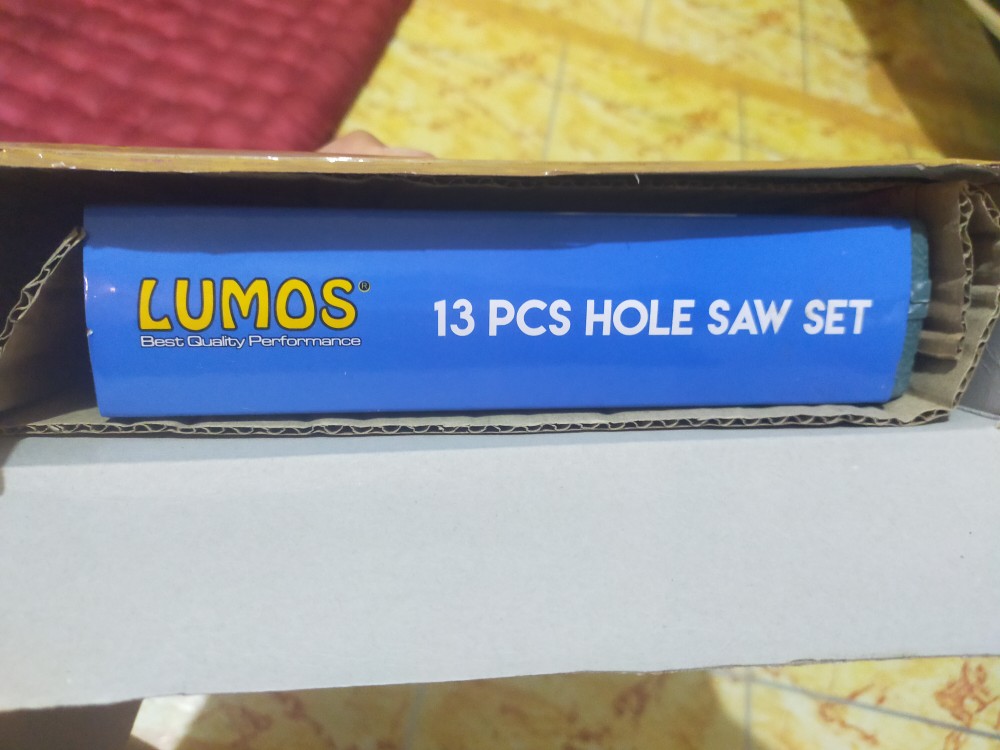 LUMOS®
Best Quality Performance
13 PCS HOLE SAW SET